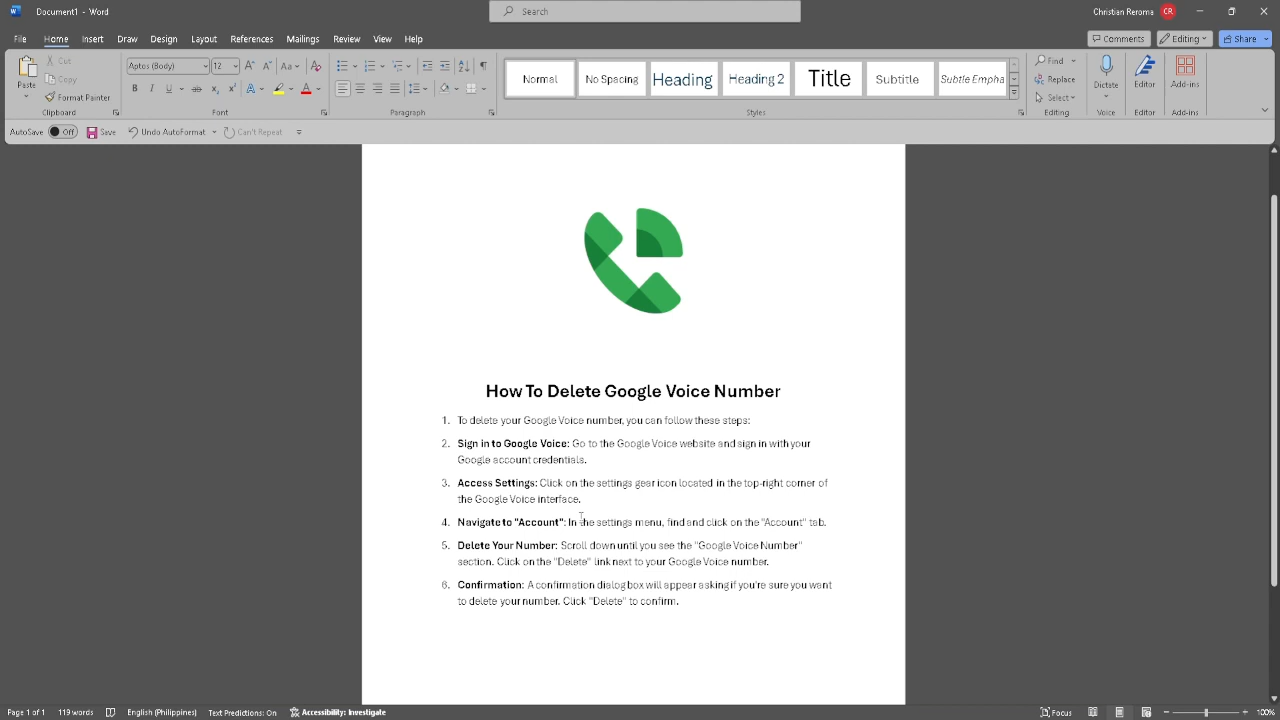 Document1 - Word
Search
Christian Reroma CR
File Home Insert Draw Design Layout References Mailings Review View Help
Comments Editing Share
Paste
Cut
Copy
Format Painter
Clipboard
Aptos (Body) 12
Font
Paragraph
Normal No Spacing Heading Heading 2 Title Subtitle Subtle Empha
Styles
Find
Replace
Select
Editing
Dictate
Voice
Editor
Editor
Add-ins
Add-ins
AutoSave Off Save Undo AutoFormat Can't Repeat
How To Delete Google Voice Number
1. To delete your Google Voice number, you can follow these steps:
2. Sign in to Google Voice: Go to the Google Voice website and sign in with your
Google account credentials.
3. Access Settings: Click on the settings gear icon located in the top-right corner of
the Google Voice interface.
4. Navigate to "Account": In the settings menu, find and click on the "Account" tab.
5. Delete Your Number: Scroll down until you see the "Google Voice Number"
section. Click on the "Delete" link next to your Google Voice number.
6. Confirmation: A confirmation dialog box will appear asking if you're sure you want
to delete your number. Click "Delete" to confirm.
Page 1 of 1 119 words English (Philippines) Text Predictions: On Accessibility: Investigate Focus 100%